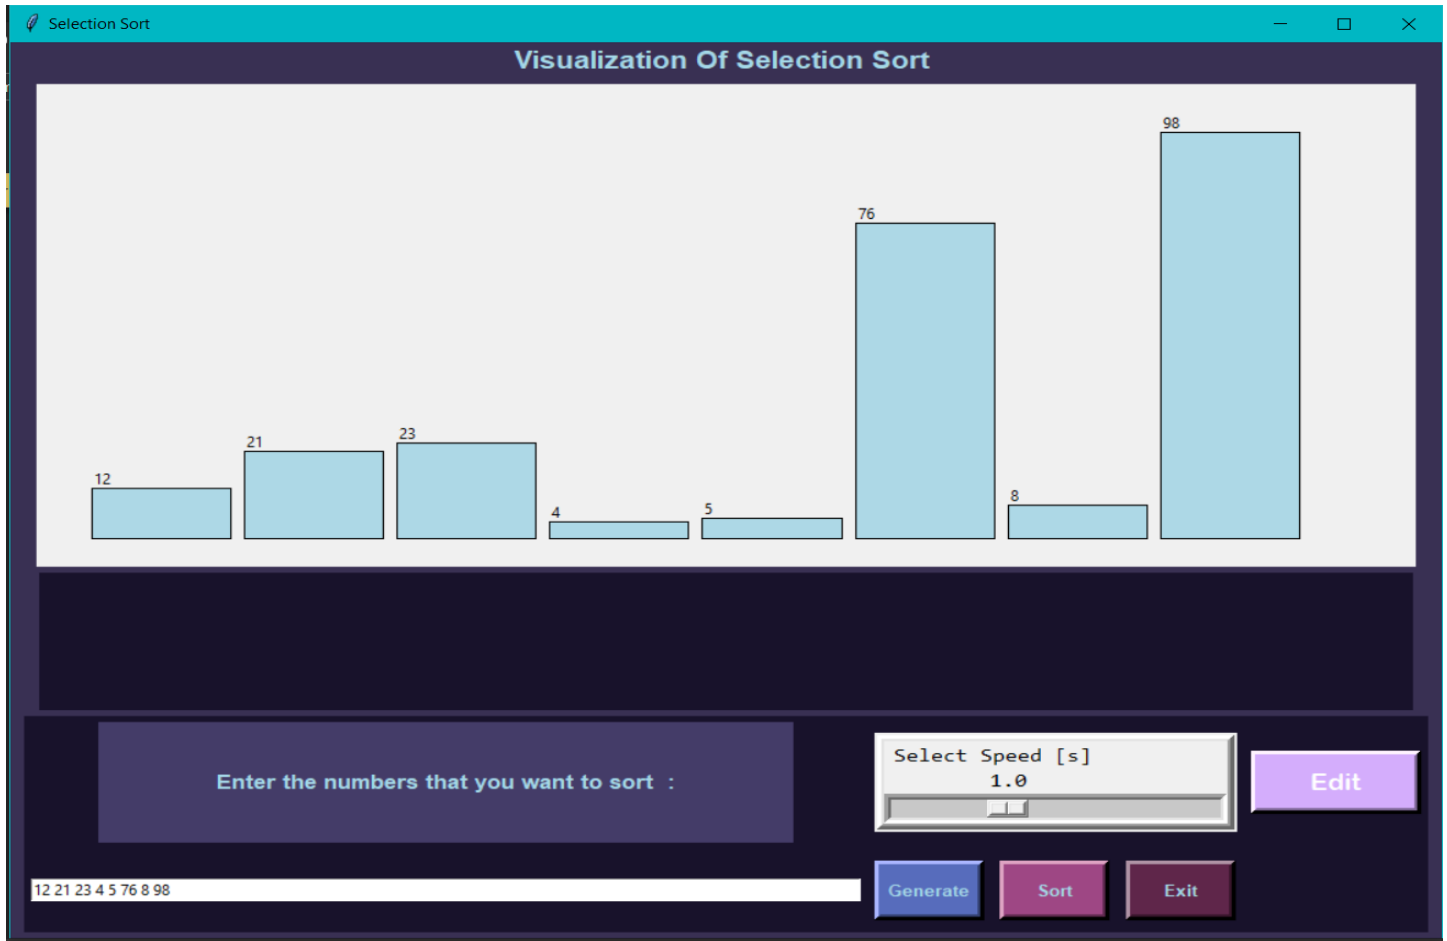 Selection Sort
Visualization Of Selection Sort
98
76
23
21
12
8
5
4
Enter the numbers that you want to sort :
Select Speed [s]
1.0
Edit
12 21 23 4 5 76 8 98
Generate
Sort
Exit